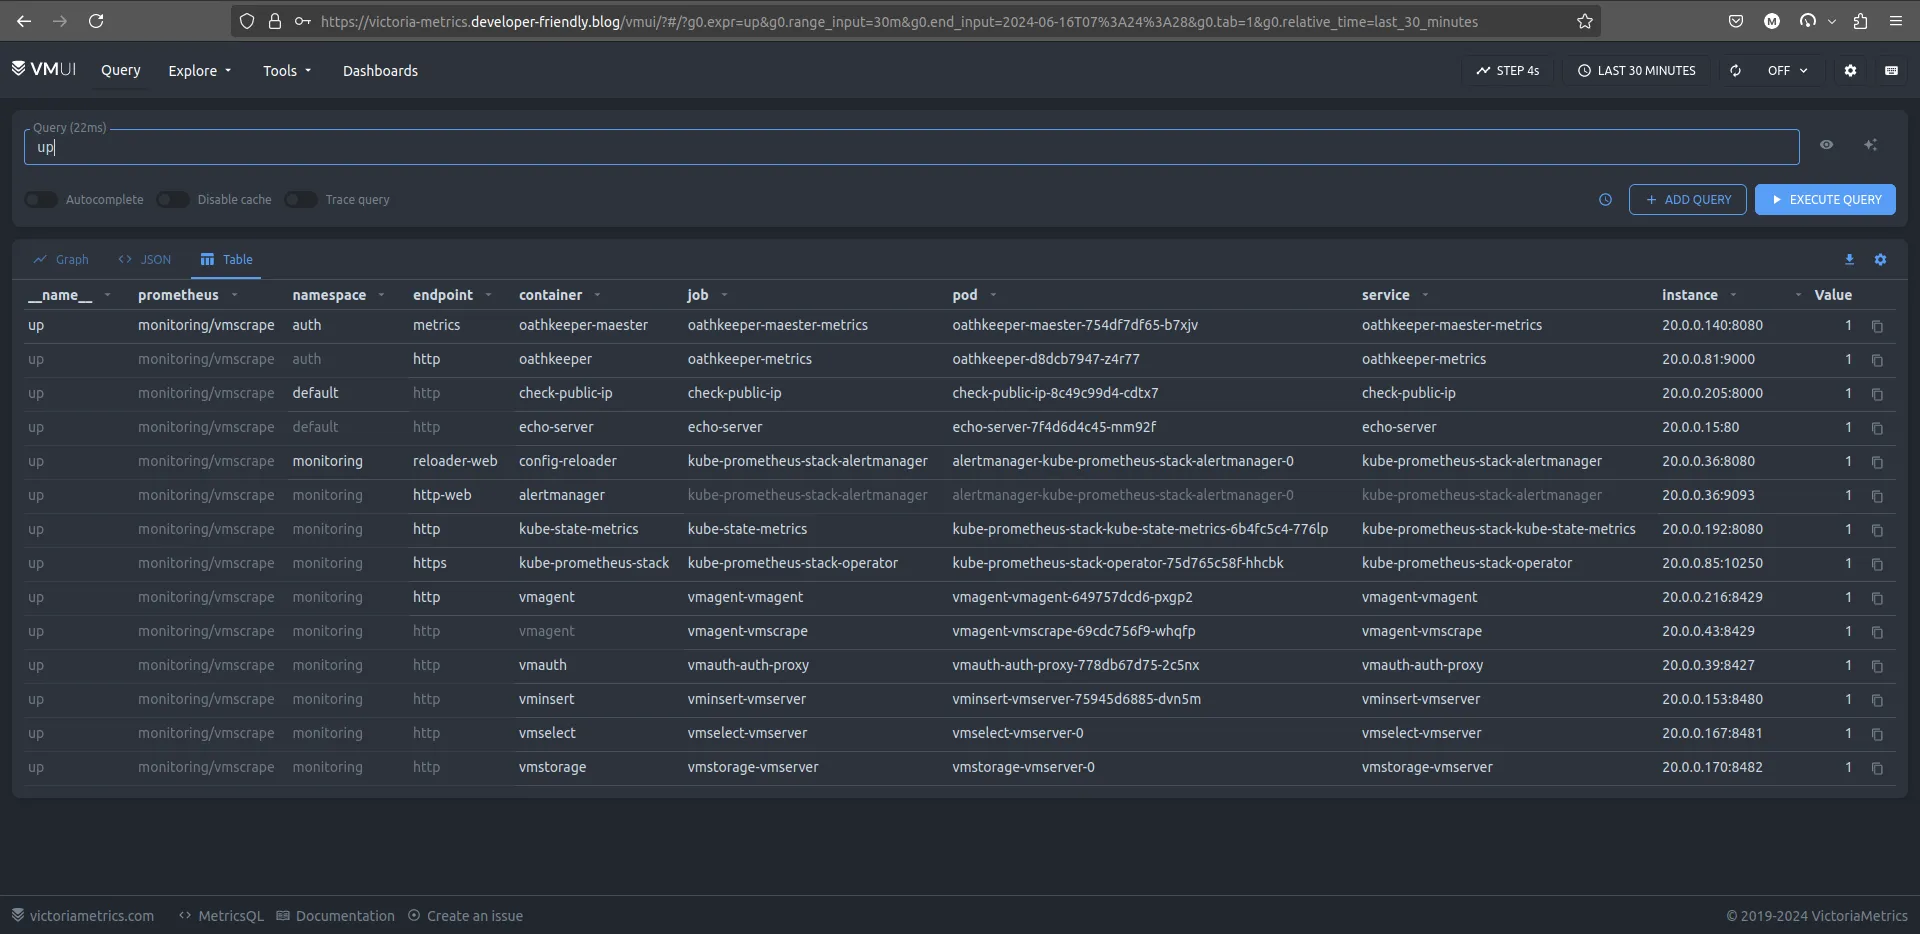 https://victoria-metrics.developer-friendly.blog/vmui/?#/?g0.expr=up&g0.range_input=30m&g0.end_input=2024-06-16T07%3A24%3A28&g0.tab=1&g0.relative_time=last_30_minutes
VMUI Query Explore Tools Dashboards STEP 4s LAST 30 MINUTES OFF
Query (22ms)
up
Autocomplete Disable cache Trace query ADD QUERY EXECUTE QUERY
Graph JSON Table
__name__ prometheus namespace endpoint container job pod service instance Value
up monitoring/vmscrape auth metrics oathkeeper-maester oathkeeper-maester-metrics oathkeeper-maester-754df7df65-b7xjv oathkeeper-maester-metrics 20.0.0.140:8080 1
up monitoring/vmscrape auth http oathkeeper oathkeeper-metrics oathkeeper-d8dcb7947-z4r77 oathkeeper-metrics 20.0.0.81:9000 1
up monitoring/vmscrape default http check-public-ip check-public-ip check-public-ip-8c49c99d4-cdtx7 check-public-ip 20.0.0.205:8000 1
up monitoring/vmscrape default http echo-server echo-server echo-server-7f4d6d4c45-mm92f echo-server 20.0.0.15:80 1
up monitoring/vmscrape monitoring reloader-web config-reloader kube-prometheus-stack-alertmanager alertmanager-kube-prometheus-stack-alertmanager-0 kube-prometheus-stack-alertmanager 20.0.0.36:8080 1
up monitoring/vmscrape monitoring http-web alertmanager kube-prometheus-stack-alertmanager alertmanager-kube-prometheus-stack-alertmanager-0 kube-prometheus-stack-alertmanager 20.0.0.36:9093 1
up monitoring/vmscrape monitoring http kube-state-metrics kube-state-metrics kube-prometheus-stack-kube-state-metrics-6b4fc5c4-776lp kube-prometheus-stack-kube-state-metrics 20.0.0.192:8080 1
up monitoring/vmscrape monitoring https kube-prometheus-stack kube-prometheus-stack-operator kube-prometheus-stack-operator-75d765c58f-hhcbk kube-prometheus-stack-operator 20.0.0.85:10250 1
up monitoring/vmscrape monitoring http vmagent vmagent-vmagent vmagent-vmagent-649757dcd6-pxgp2 vmagent-vmagent 20.0.0.216:8429 1
up monitoring/vmscrape monitoring http vmagent vmagent-vmscrape vmagent-vmscrape-69cdc756f9-whqfp vmagent-vmscrape 20.0.0.43:8429 1
up monitoring/vmscrape monitoring http vmauth vmauth-auth-proxy vmauth-auth-proxy-778db67d75-2c5nx vmauth-auth-proxy 20.0.0.39:8427 1
up monitoring/vmscrape monitoring http vminsert vminsert-vmserver vminsert-vmserver-75945d6885-dvn5m vminsert-vmserver 20.0.0.153:8480 1
up monitoring/vmscrape monitoring http vmselect vmselect-vmserver vmselect-vmserver-0 vmselect-vmserver 20.0.0.167:8481 1
up monitoring/vmscrape monitoring http vmstorage vmstorage-vmserver vmstorage-vmserver-0 vmstorage-vmserver 20.0.0.170:8482 1
victoriametrics.com MetricsQL Documentation Create an issue © 2019-2024 VictoriaMetrics